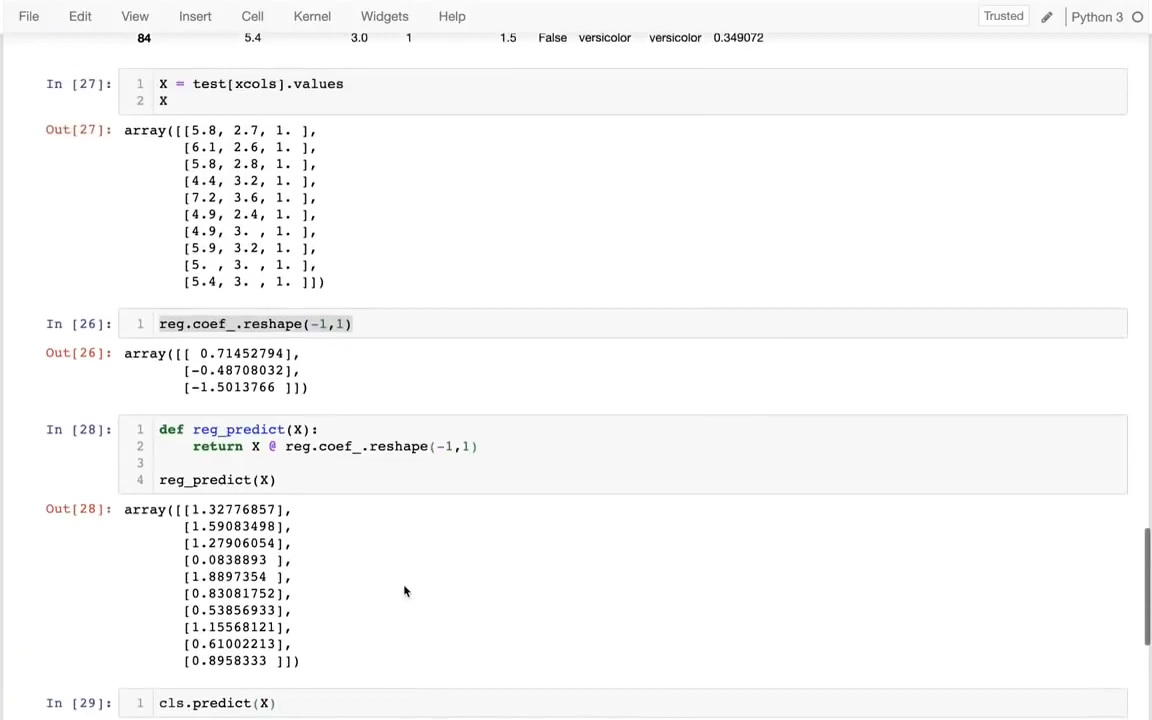 File Edit View Insert Cell Kernel Widgets Help Trusted Python 3
84 5.4 3.0 1 1.5 False versicolor versicolor 0.349072
In [27]: 1 X = test[xcols].values
2 X
Out[27]: array([[5.8, 2.7, 1. ],
[6.1, 2.6, 1. ],
[5.8, 2.8, 1. ],
[4.4, 3.2, 1. ],
[7.2, 3.6, 1. ],
[4.9, 2.4, 1. ],
[4.9, 3. , 1. ],
[5.9, 3.2, 1. ],
[5. , 3. , 1. ],
[5.4, 3. , 1. ]])
In [26]: 1 reg.coef_.reshape(-1,1)
Out[26]: array([[ 0.71452794],
[-0.48708032],
[-1.5013766 ]])
In [28]: 1 def reg_predict(X):
2 return X @ reg.coef_.reshape(-1,1)
3
4 reg_predict(X)
Out[28]: array([[1.32776857],
[1.59083498],
[1.27906054],
[0.0838893 ],
[1.8897354 ],
[0.83081752],
[0.53856933],
[1.15568121],
[0.61002213],
[0.8958333 ]])
In [29]: 1 cls.predict(X)